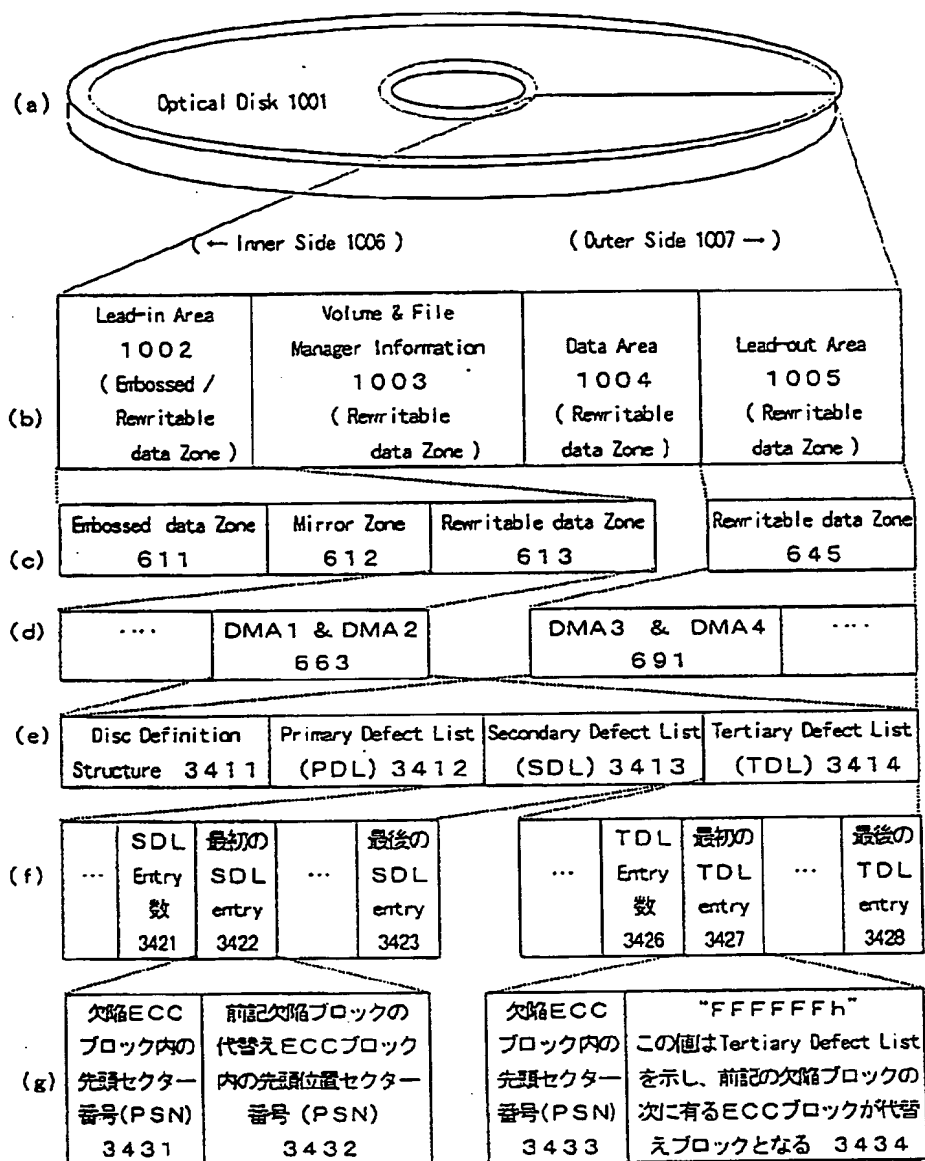 (a)
Optical Disk 1001
(← Inner Side 1006 )
(Outer Side 1007 →)
(b)
Lead-in Area
1002
(Embossed /
Rewritable
data Zone)
Volume & File
Manager Information
1003
(Rewritable
data Zone)
Data Area
1004
(Rewritable
data Zone)
Lead-out Area
1005
(Rewritable
data Zone)
(c)
Embossed data Zone
611
Mirror Zone
612
Rewritable data Zone
613
Rewritable data Zone
645
(d)
....
DMA1 & DMA2
663
DMA3 & DMA4
691
....
(e)
Disc Definition
Structure 3411
Primary Defect List
(PDL) 3412
Secondary Defect List
(SDL) 3413
Tertiary Defect List
(TDL) 3414
(f)
...
SDL
Entry
数
3421
最初の
SDL
entry
3422
...
最後の
SDL
entry
3423
...
TDL
Entry
数
3426
最初の
TDL
entry
3427
...
最後の
TDL
entry
3428
(g)
欠陥ECC
ブロック内の
先頭セクター
番号(PSN)
3431
前記欠陥ブロックの
代替えECCブロック
内の先頭位置セクター
番号 (PSN)
3432
欠陥ECC
ブロック内の
先頭セクター
番号(PSN)
3433
"FFFFFFh"
この値はTertiary Defect List
を示し、前記の欠陥ブロックの
次に有るECCブロックが代替
えブロックとなる 3434